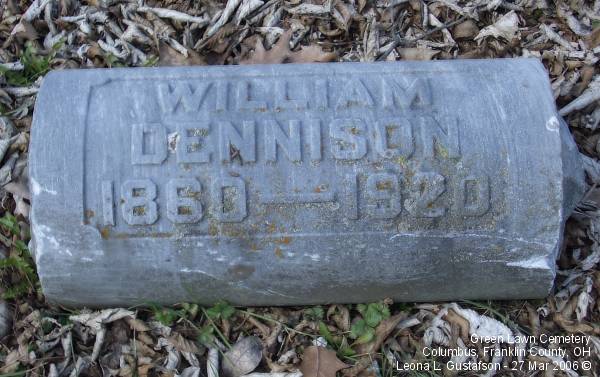 WILLIAM
DENNISON
1860—1920
Green Lawn Cemetery
Columbus, Franklin County, OH
Leona L. Gustafson - 27 Mar 2006 ©